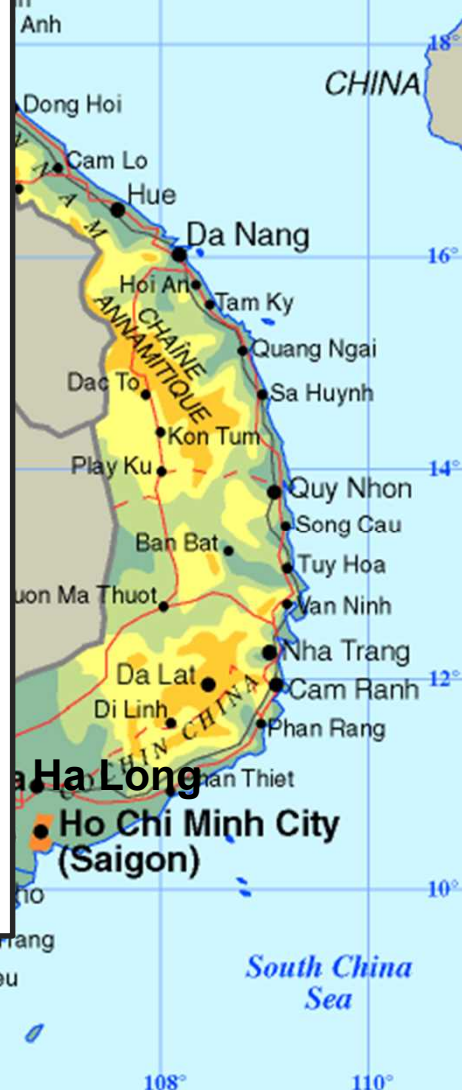 Anh
18°
CHINA
Dong Hoi
Cam Lo
N A M
Hue
Da Nang
16°
Hoi An
Tam Ky
CHAÎNE
ANNAMITIQUE
Quang Ngai
Dac To
Sa Huynh
Kon Tum
Play Ku
14°
Quy Nhon
Song Cau
Ban Bat
Tuy Hoa
uon Ma Thuot
Van Ninh
Nha Trang
12°
Da Lat
Cam Ranh
Di Linh
COCHIN CHINA
Phan Rang
a Ha Long
han Thiet
Ho Chi Minh City
(Saigon)
10°
ho
rang
eu
South China
Sea
108°
110°